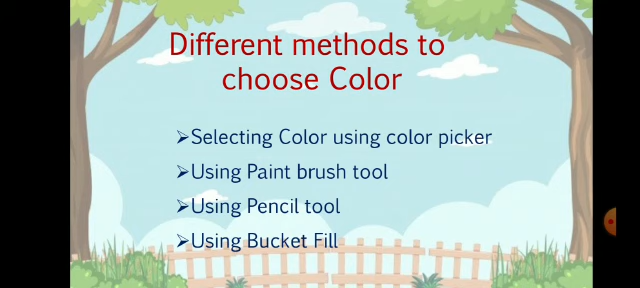 Different methods to
choose Color
➢Selecting Color using color picker
➢Using Paint brush tool
➢Using Pencil tool
➢Using Bucket Fill